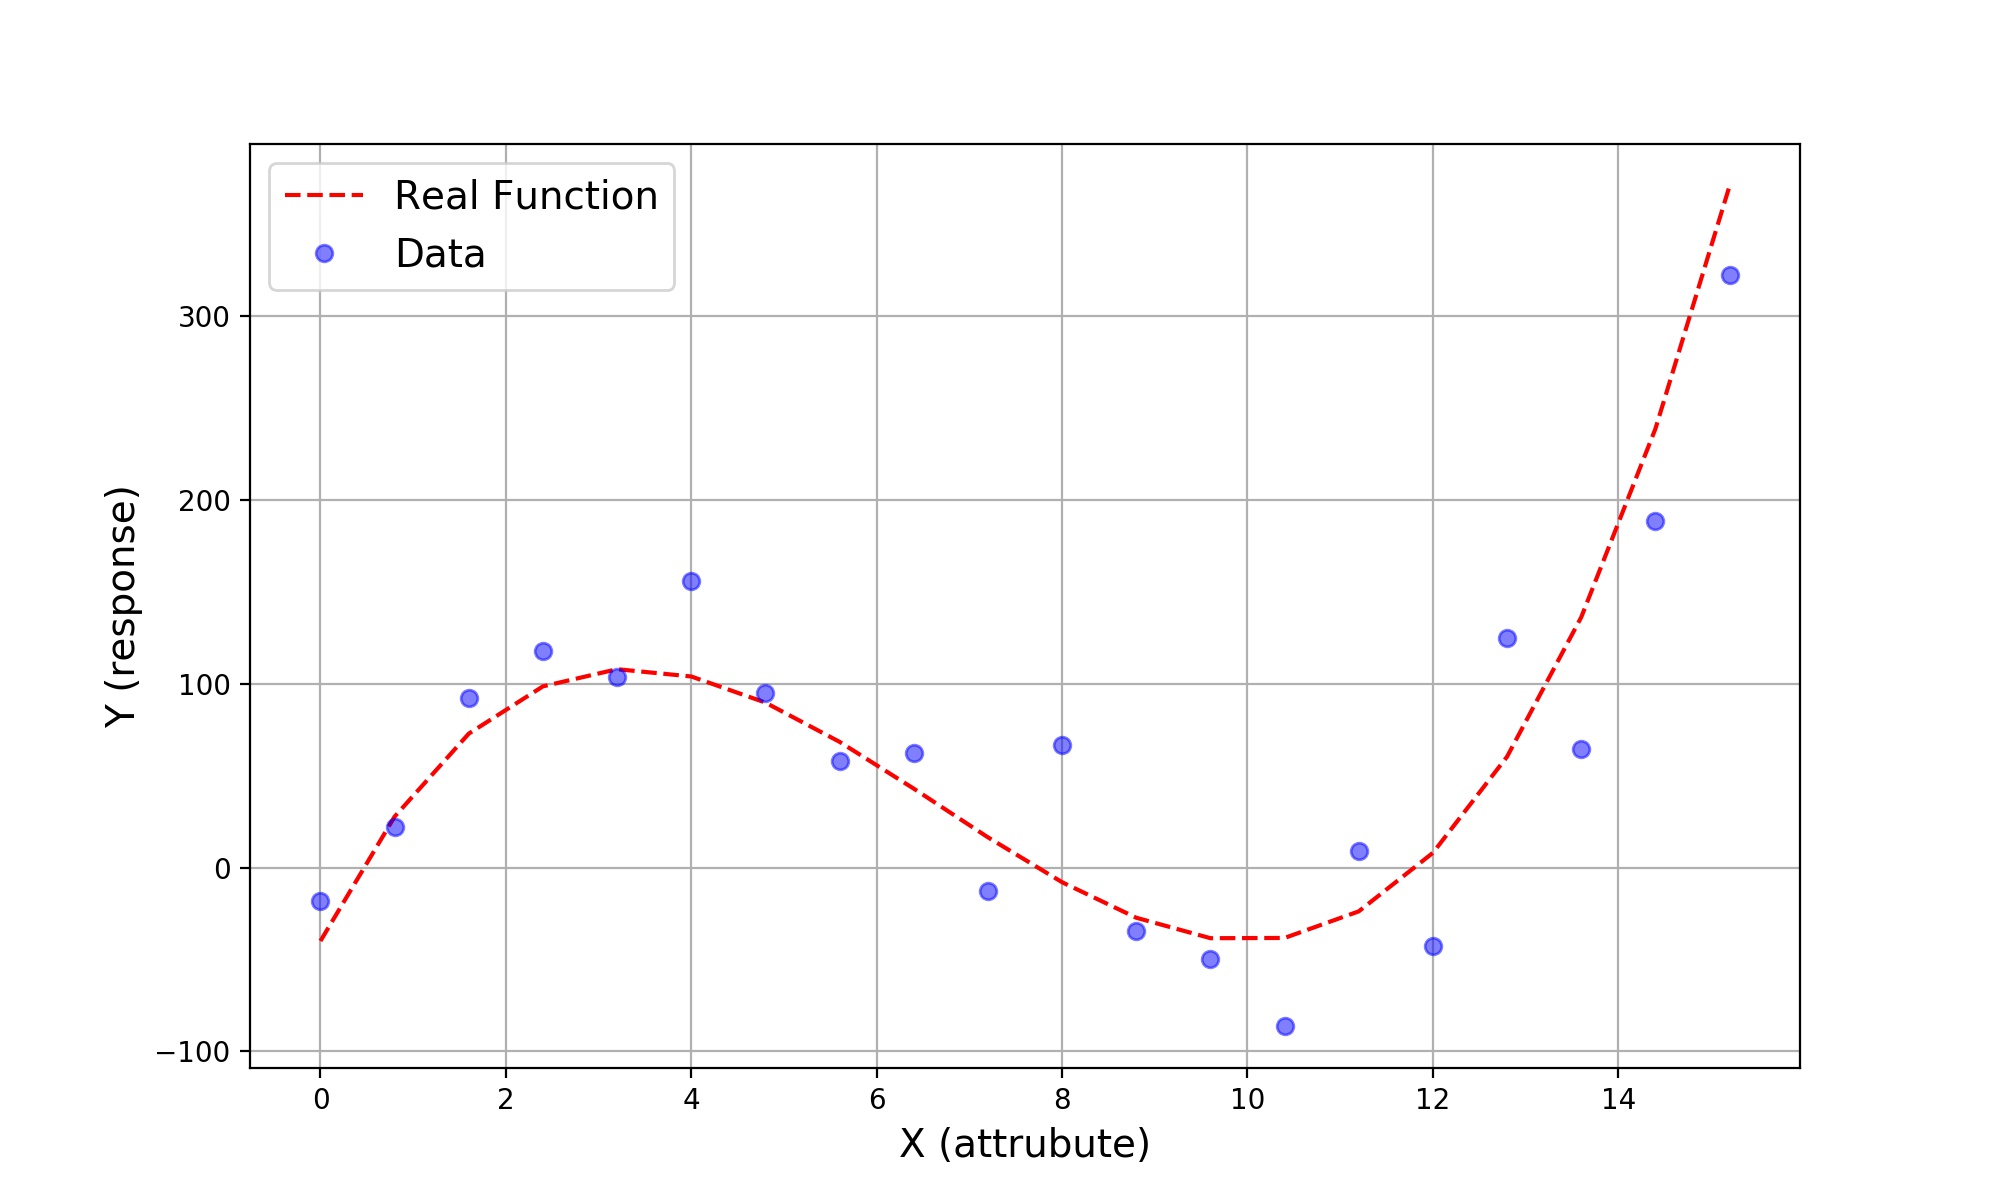 Real Function
Data
300
200
100
0
−100
Y (response)
0 2 4 6 8 10 12 14
X (attrubute)